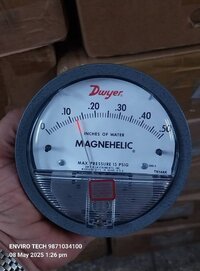 Dwyer
0 .10 .20 .30 .40 .50
INCHES OF WATER
MAGNEHELIC
MAX. PRESSURE 15 PSIG
ENVIRO TECH 9871034100
08 May 2025 1:26 pm